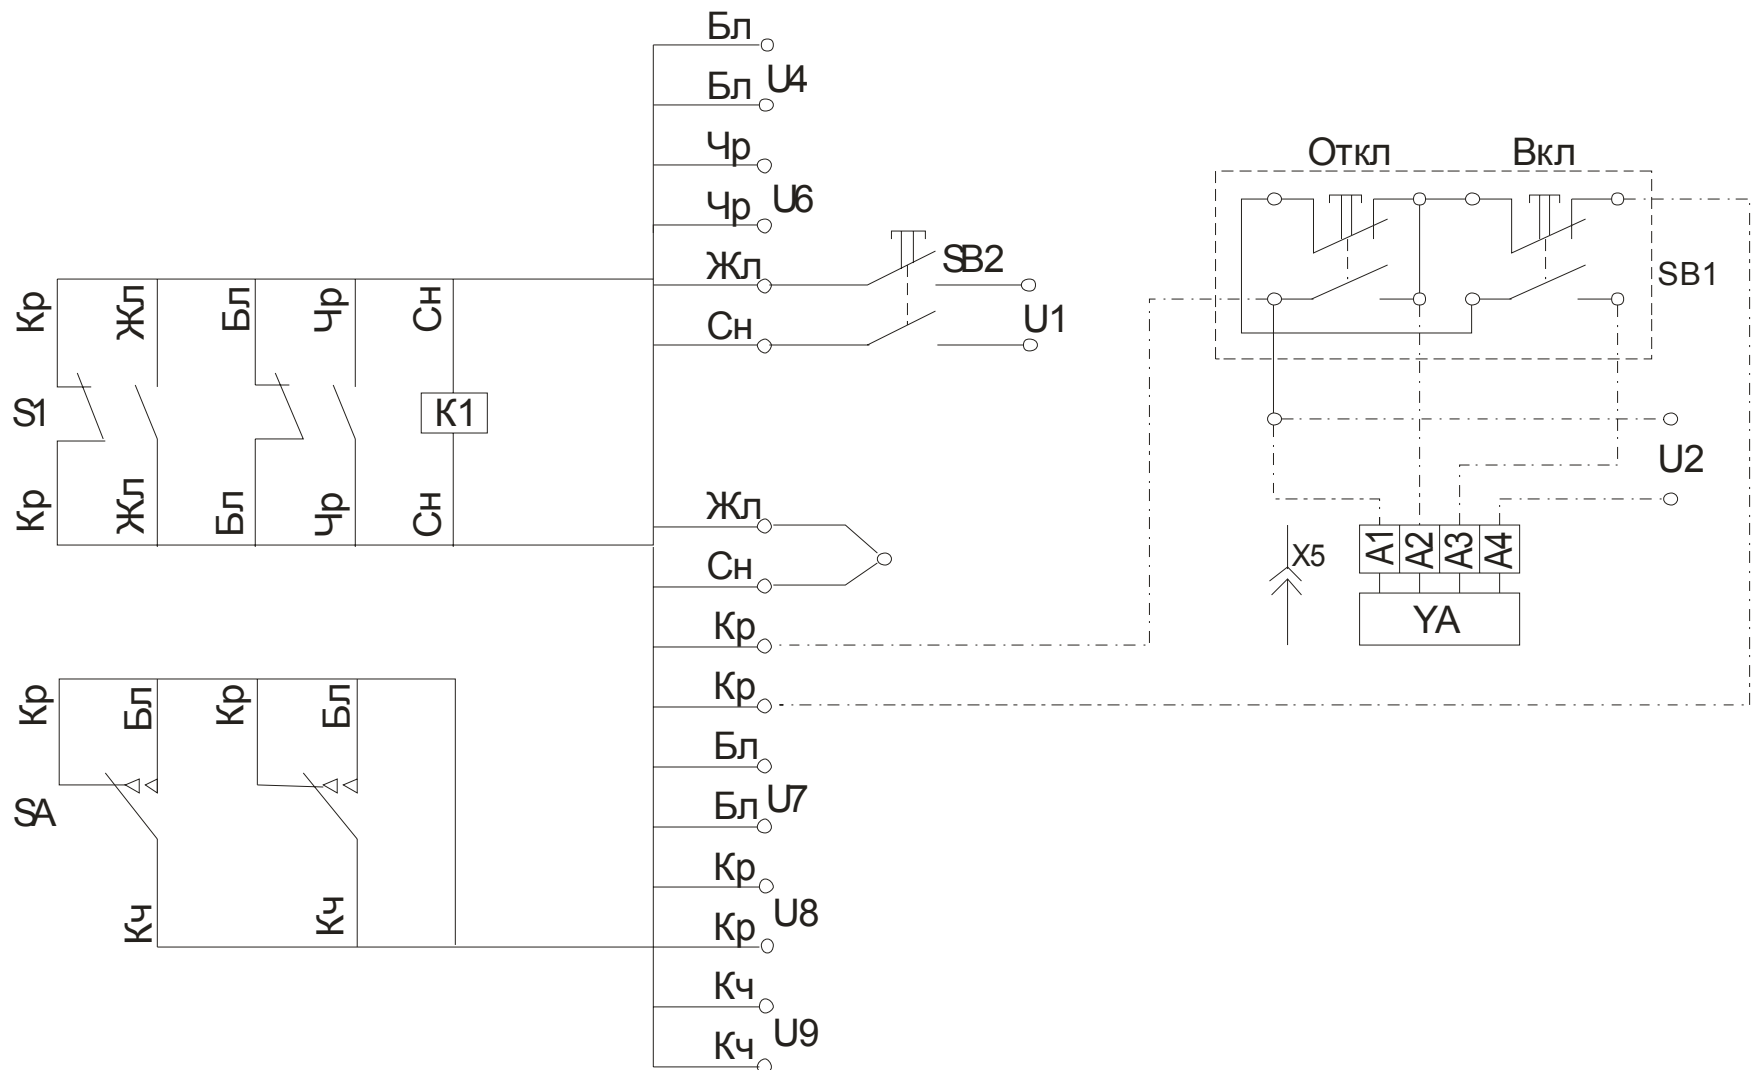 Бл
Бл U4
Чр
Чр U6
Жл SB2
Сн U1
Откл Вкл
SB1
Кр Жл Бл Чр Сн
S1 К1
Кр Жл Бл Чр Сн
U2
Жл
Сн
X5 A1 A2 A3 A4
YA
Кр
Кр
Кр Бл Кр Бл
Бл
SA
Бл U7
Кр
Кч Кч
Кр U8
Кч
Кч U9